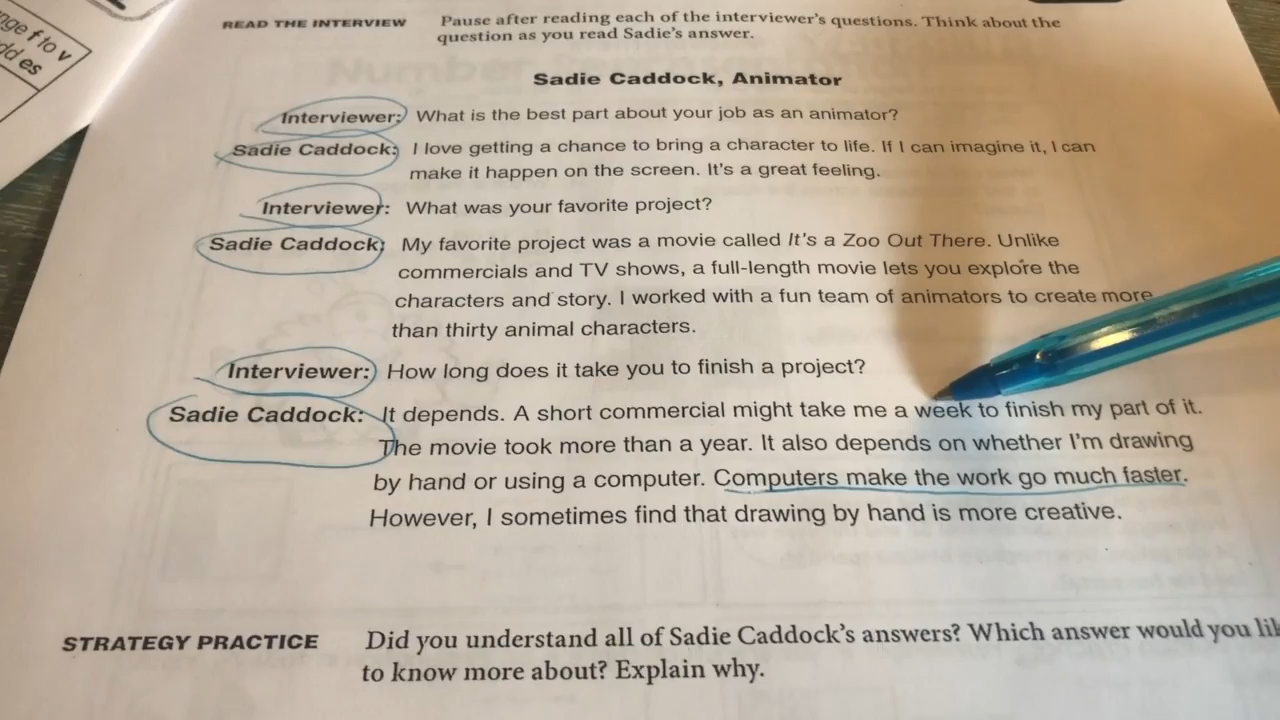 nge f to v
dd es
READ THE INTERVIEW Pause after reading each of the interviewer's questions. Think about the
question as you read Sadie's answer.
Sadie Caddock, Animator
Interviewer: What is the best part about your job as an animator?
Sadie Caddock: I love getting a chance to bring a character to life. If I can imagine it, I can
make it happen on the screen. It's a great feeling.
Interviewer: What was your favorite project?
Sadie Caddock: My favorite project was a movie called It's a Zoo Out There. Unlike
commercials and TV shows, a full-length movie lets you explore the
characters and story. I worked with a fun team of animators to create more
than thirty animal characters.
Interviewer: How long does it take you to finish a project?
Sadie Caddock: It depends. A short commercial might take me a week to finish my part of it.
The movie took more than a year. It also depends on whether I'm drawing
by hand or using a computer. Computers make the work go much faster.
However, I sometimes find that drawing by hand is more creative.
STRATEGY PRACTICE Did you understand all of Sadie Caddock's answers? Which answer would you lik
to know more about? Explain why.